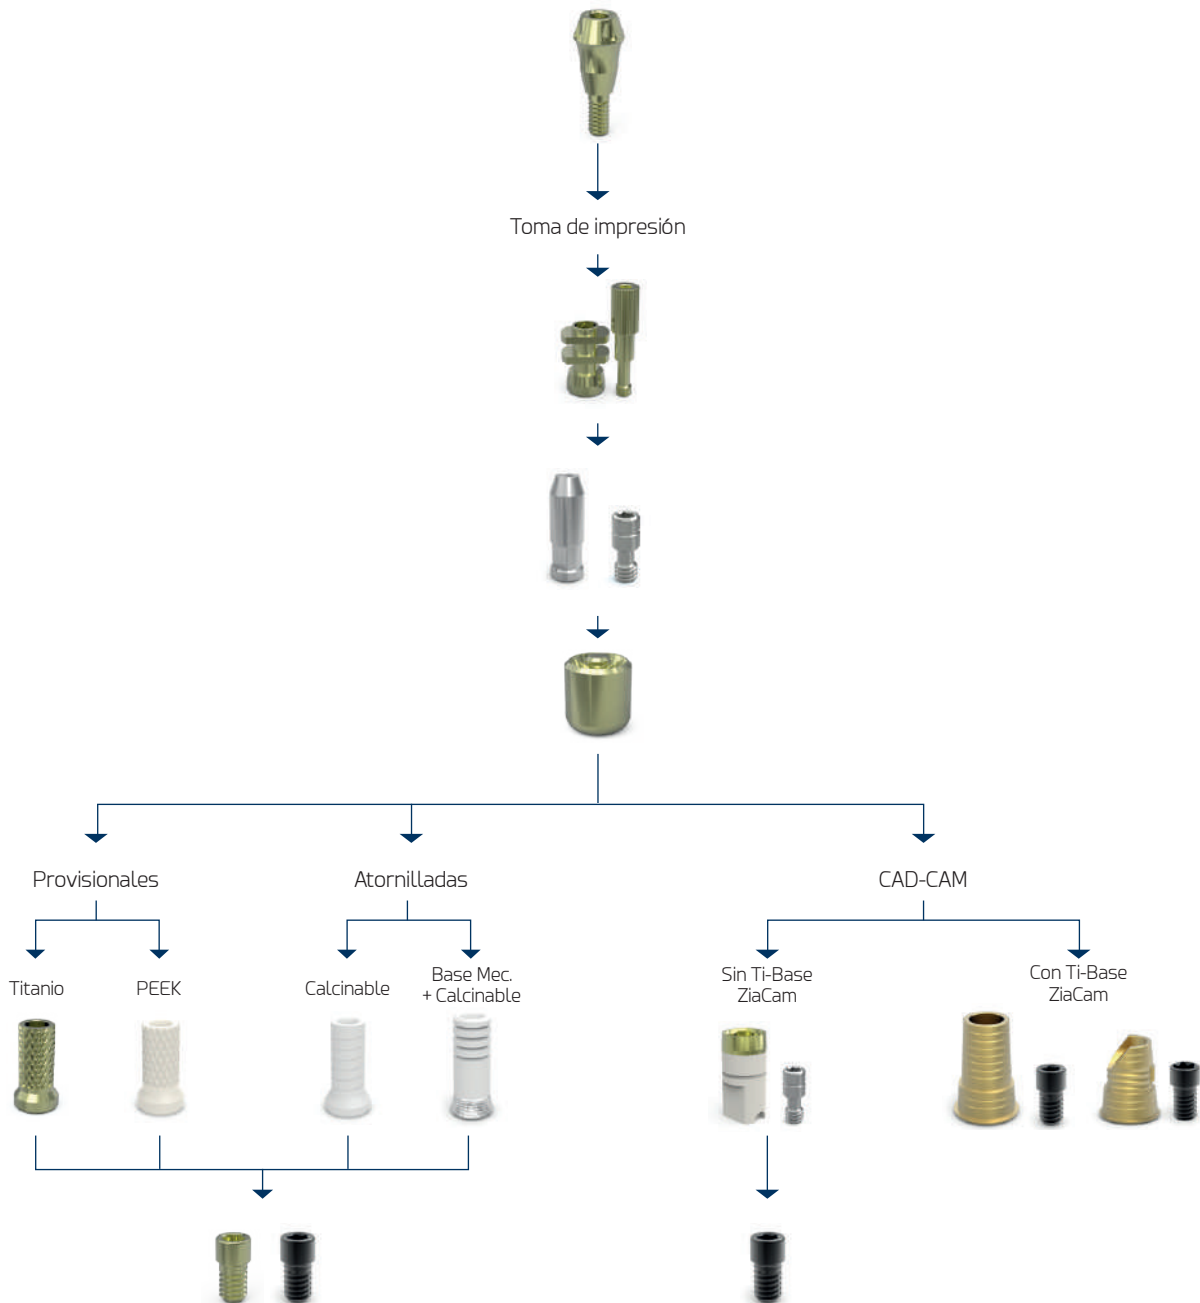 Toma de impresión
Provisionales
Atornilladas
CAD-CAM
Titanio
PEEK
Calcinable
Base Mec.
+ Calcinable
Sin Ti-Base
ZiaCam
Con Ti-Base
ZiaCam